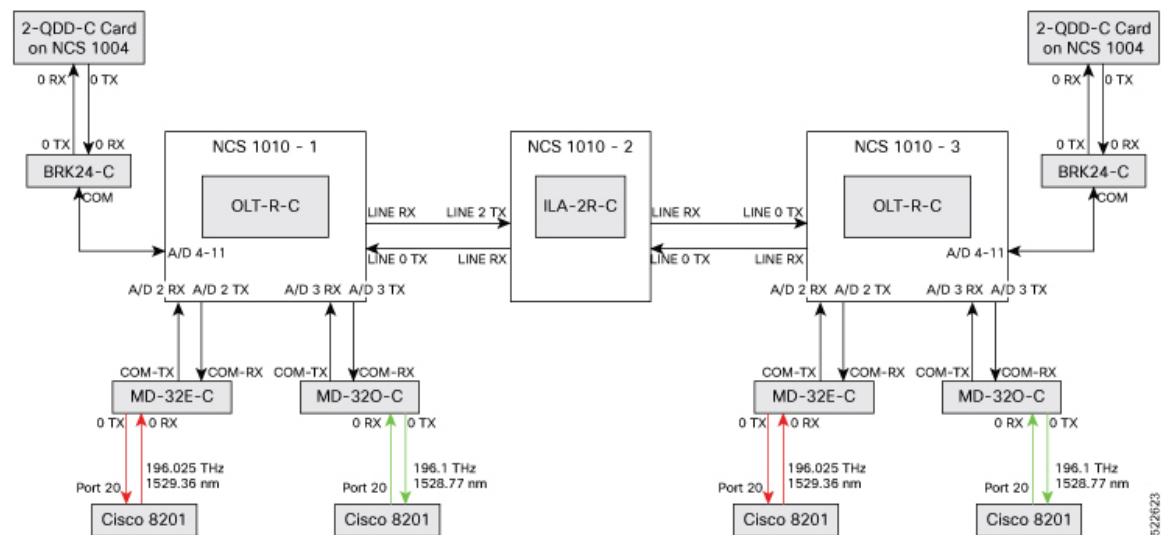 2-QDD-C Card
on NCS 1004
2-QDD-C Card
on NCS 1004
0 RX
0 TX
0 RX
0 TX
0 TX
0 RX
0 TX
0 RX
BRK24-C
BRK24-C
COM
COM
NCS 1010 - 1
NCS 1010 - 2
NCS 1010 - 3
OLT-R-C
ILA-2R-C
OLT-R-C
LINE RX
LINE 2 TX
LINE RX
LINE 0 TX
LINE 0 TX
LINE RX
LINE 0 TX
LINE RX
A/D 4-11
A/D 4-11
A/D 2 RX
A/D 2 TX
A/D 3 RX
A/D 3 TX
A/D 2 RX
A/D 2 TX
A/D 3 RX
A/D 3 TX
COM-TX
COM-RX
COM-TX
COM-RX
COM-TX
COM-RX
COM-TX
COM-RX
MD-32E-C
MD-32O-C
MD-32E-C
MD-32O-C
0 TX
0 RX
0 RX
0 TX
0 TX
0 RX
0 RX
0 TX
196.025 THz
1529.36 nm
196.1 THz
1528.77 nm
196.025 THz
1529.36 nm
196.1 THz
1528.77 nm
Port 20
Port 20
Port 20
Port 20
Cisco 8201
Cisco 8201
Cisco 8201
Cisco 8201
522623